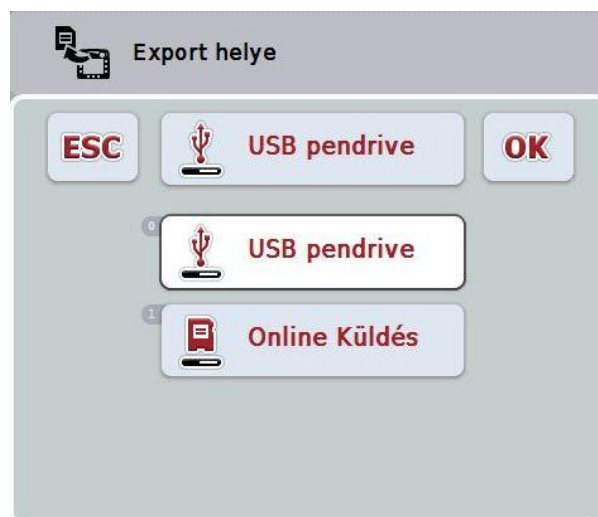 Export helye
ESC
USB pendrive
OK
0
USB pendrive
1
Online Küldés